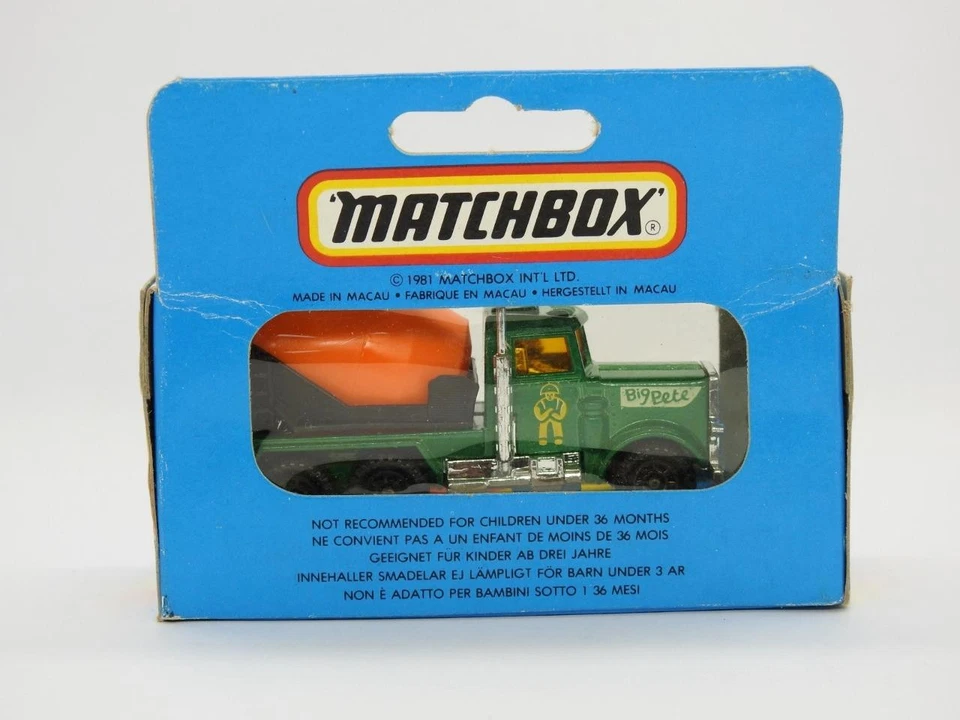 'MATCHBOX'®
© 1981 MATCHBOX INT'L LTD.
MADE IN MACAU • FABRIQUE EN MACAU • HERGESTELLT IN MACAU
Big Pete
NOT RECOMMENDED FOR CHILDREN UNDER 36 MONTHS
NE CONVIENT PAS A UN ENFANT DE MOINS DE 36 MOIS
GEEIGNET FÜR KINDER AB DREI JAHRE
INNEHALLER SMADELAR EJ LÄMPLIGT FÖR BARN UNDER 3 AR
NON È ADATTO PER BAMBINI SOTTO I 36 MESI